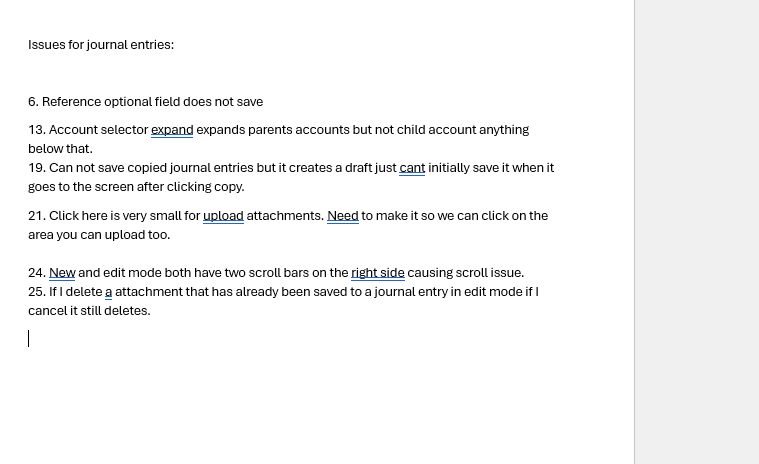 Issues for journal entries:
6. Reference optional field does not save
13. Account selector expand expands parents accounts but not child account anything
below that.
19. Can not save copied journal entries but it creates a draft just cant initially save it when it
goes to the screen after clicking copy.
21. Click here is very small for upload attachments. Need to make it so we can click on the
area you can upload too.
24. New and edit mode both have two scroll bars on the right side causing scroll issue.
25. If I delete a attachment that has already been saved to a journal entry in edit mode if I
cancel it still deletes.